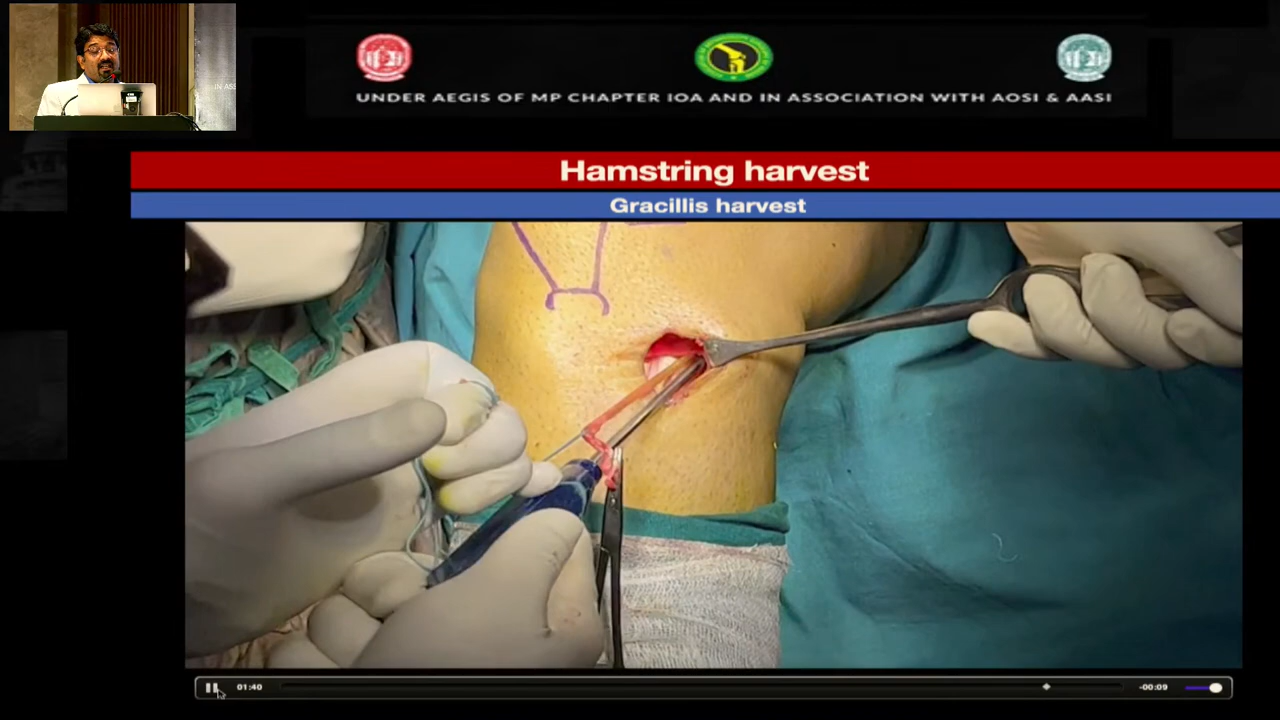 UNDER AEGIS OF MP CHAPTER IOA AND IN ASSOCIATION WITH AOSI & AASI
Hamstring harvest
Gracillis harvest
01:40
-00:09